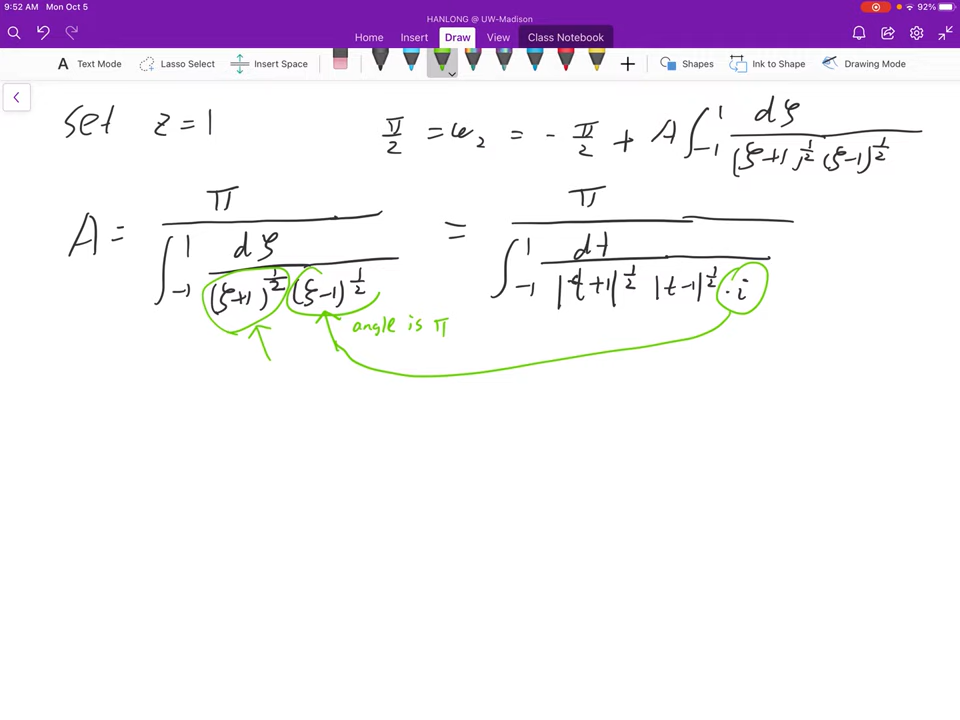 9:52 AM Mon Oct 5
92%
HANLONG @ UW-Madison
Home Insert Draw View Class Notebook
Text Mode Lasso Select Insert Space Shapes Ink to Shape Drawing Mode
Set z = 1 π/2 = w₂ = - π/2 + A ∫₋₁¹ dζ / (ζ+1)^½ (ζ-1)^½
A = π / ∫₋₁¹ dζ / (ζ+1)^½ (ζ-1)^½ = π / ∫₋₁¹ dt / |t+1|^½ |t-1|^½ · i
angle is π